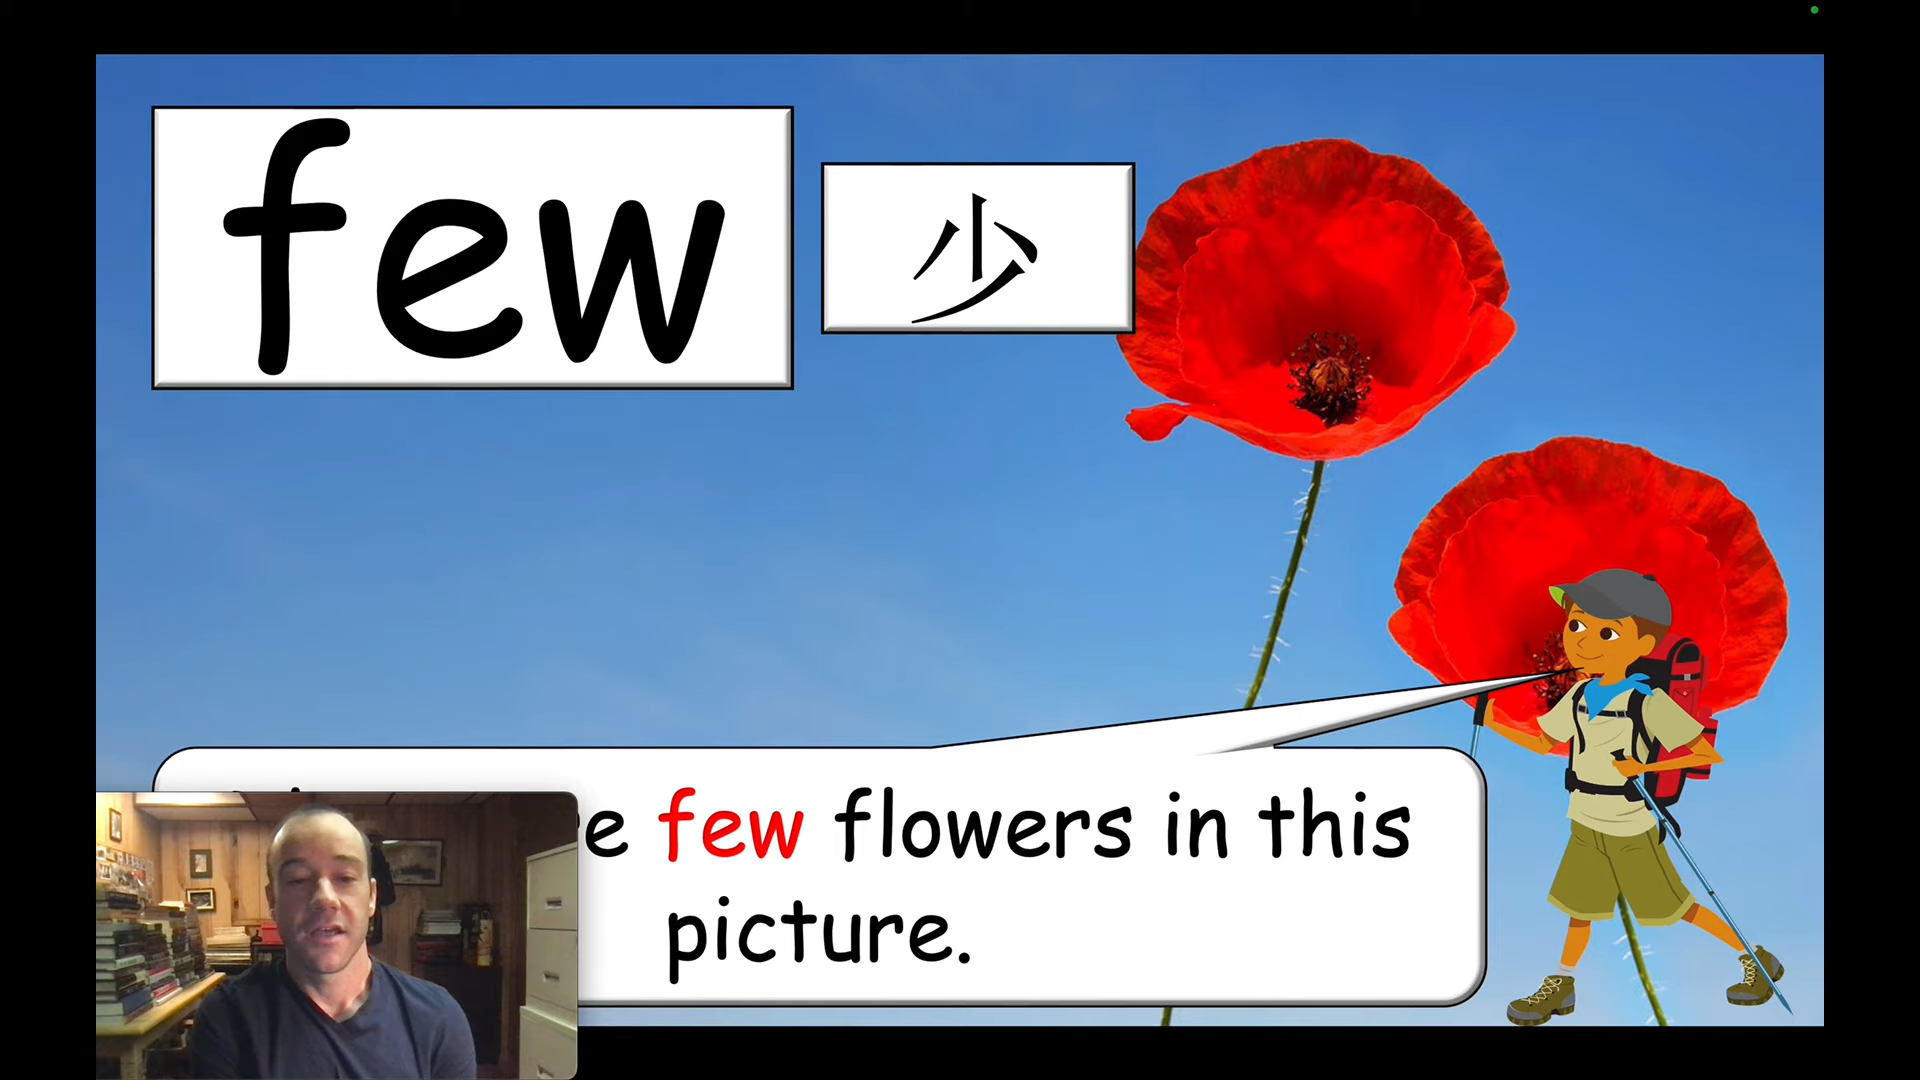 few
少
few flowers in this
picture.